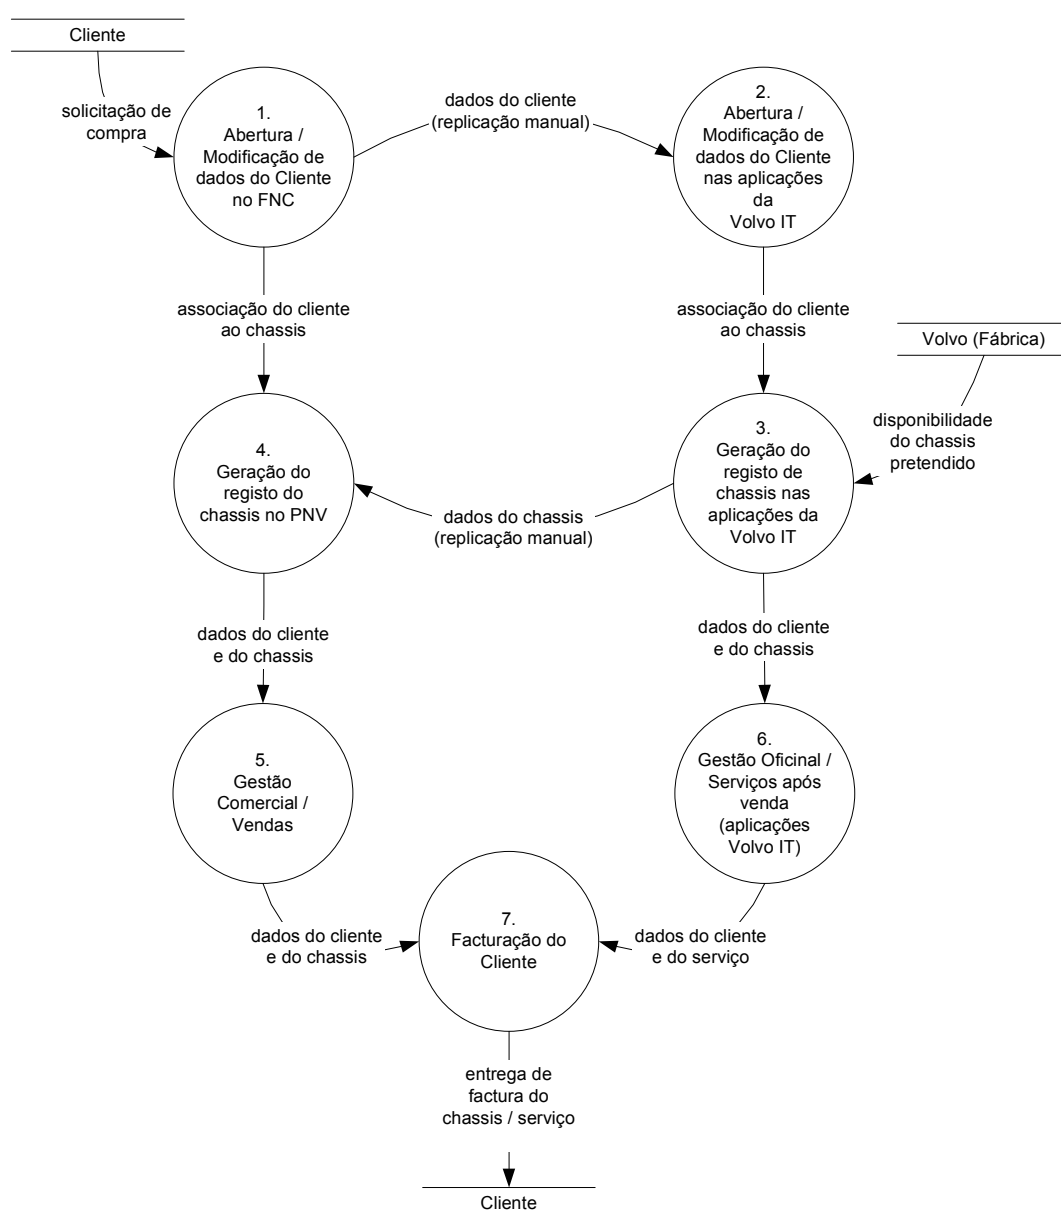 Cliente
solicitação de
compra
1.
Abertura /
Modificação de
dados do Cliente
no FNC
dados do cliente
(replicação manual)
2.
Abertura /
Modificação de
dados do Cliente
nas aplicações
da
Volvo IT
associação do cliente
ao chassis
associação do cliente
ao chassis
Volvo (Fábrica)
disponibilidade
do chassis
pretendido
4.
Geração do
registo do
chassis no PNV
3.
Geração do
registo de
chassis nas
aplicações da
Volvo IT
dados do chassis
(replicação manual)
dados do cliente
e do chassis
dados do cliente
e do chassis
5.
Gestão
Comercial /
Vendas
6.
Gestão Oficinal /
Serviços após
venda
(aplicações
Volvo IT)
dados do cliente
e do chassis
7.
Facturação do
Cliente
dados do cliente
e do serviço
entrega de
factura do
chassis / serviço
Cliente